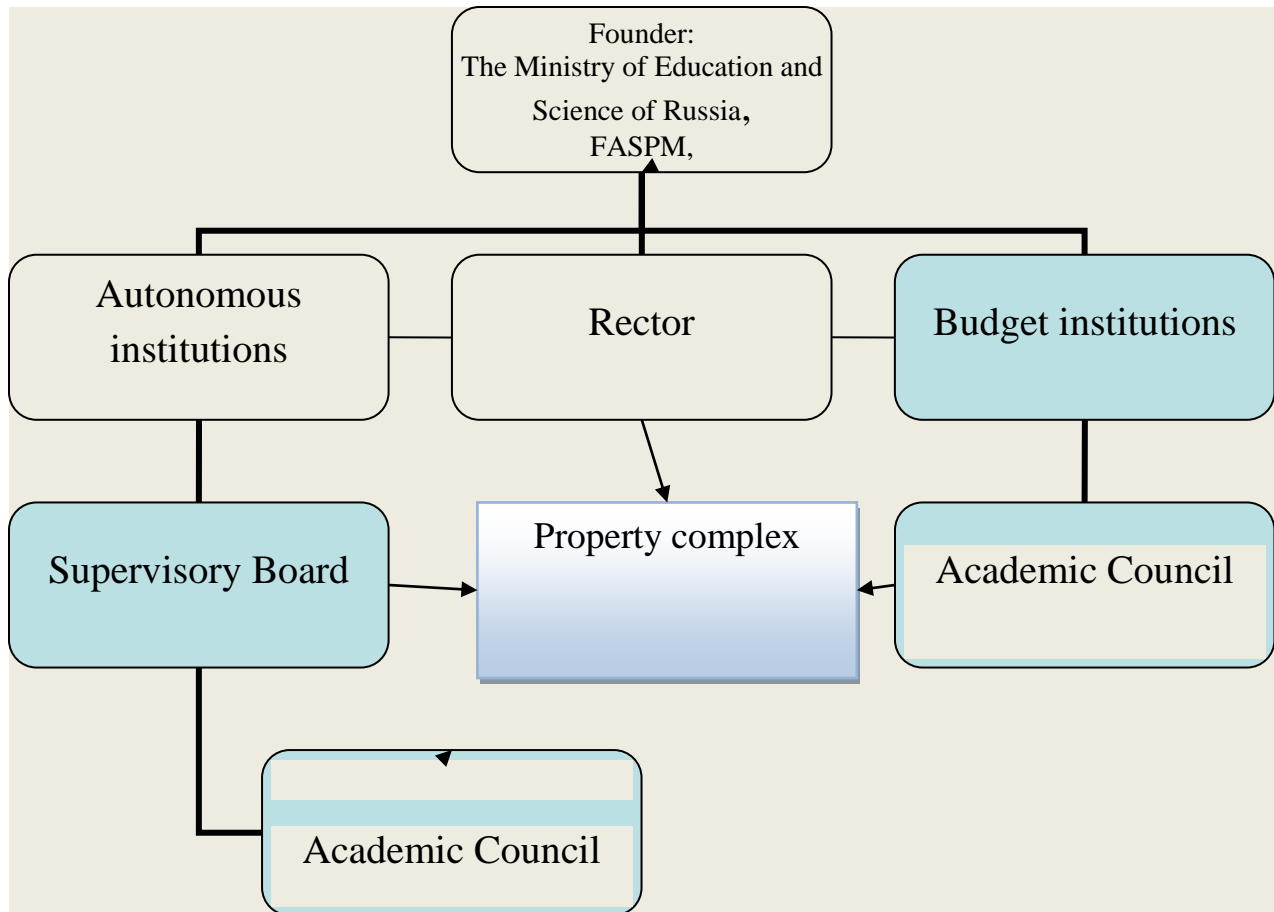 Founder:
The Ministry of Education and
Science of Russia,
FASPM,
Autonomous
institutions
Rector
Budget institutions
Supervisory Board
Property complex
Academic Council
Academic Council